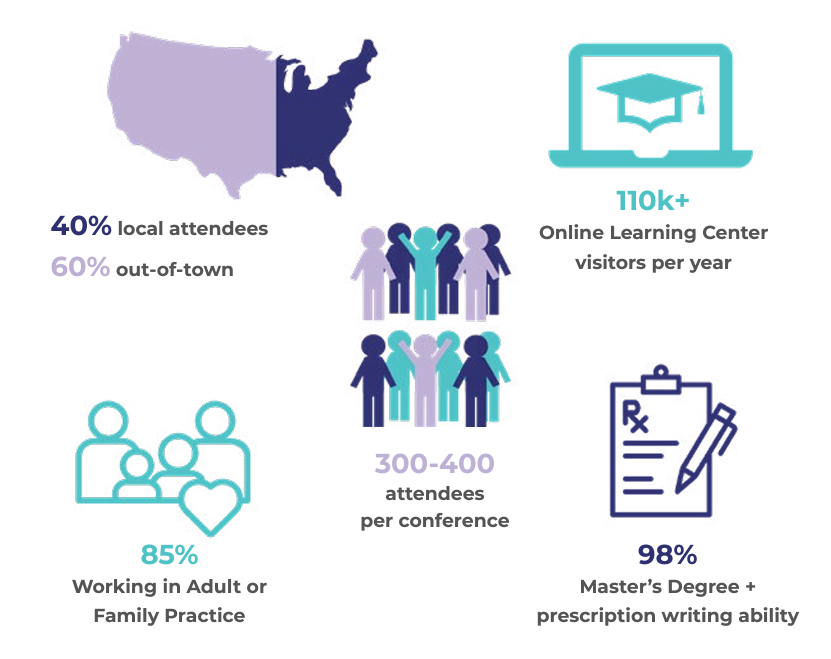 40% local attendees
60% out-of-town
110k+
Online Learning Center
visitors per year
300-400
attendees
per conference
85%
Working in Adult or
Family Practice
Rx
98%
Master's Degree +
prescription writing ability